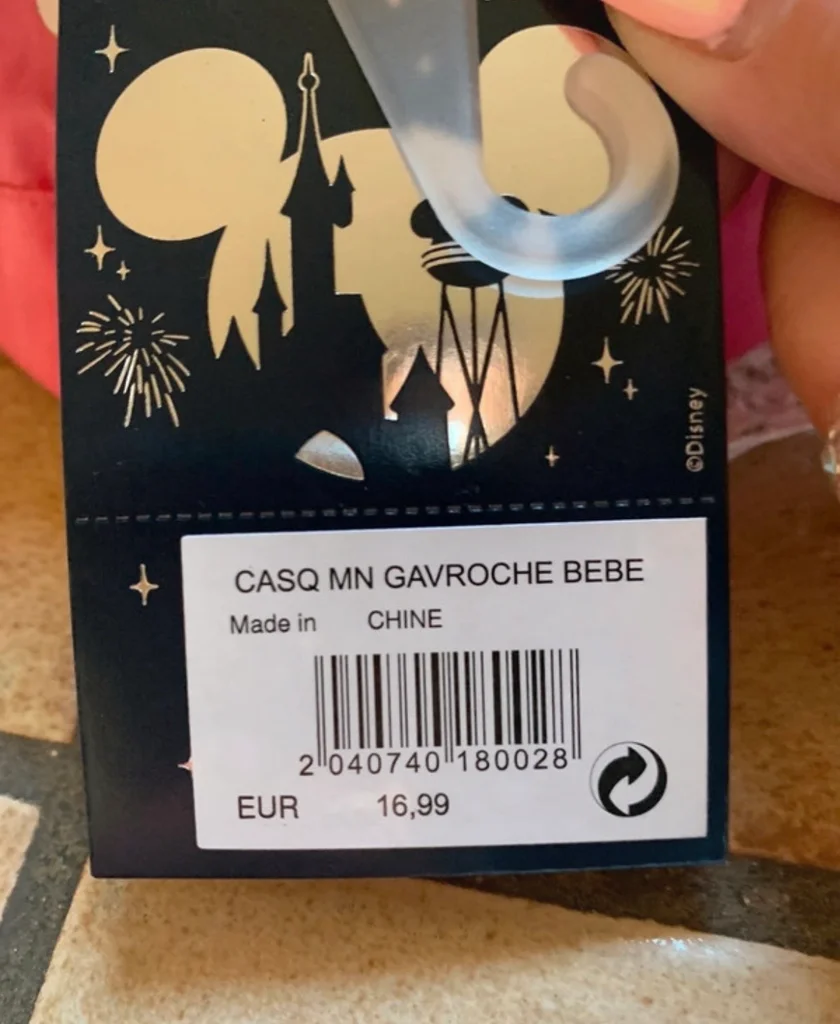 ©Disney
CASQ MN GAVROCHE BEBE
Made in CHINE
2 040740 180028
EUR 16,99